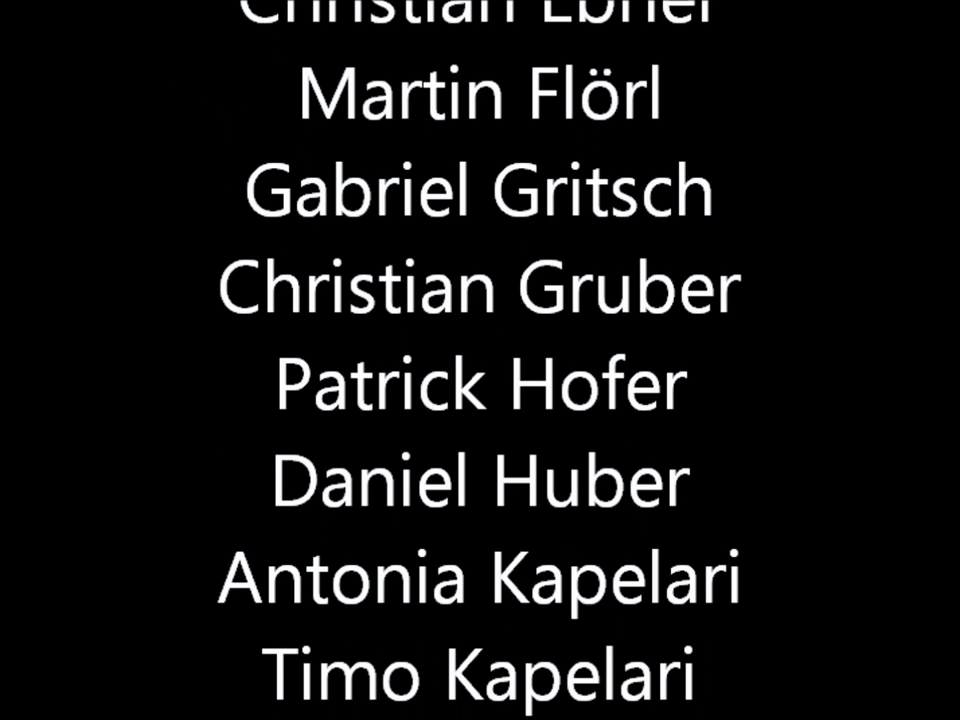 Christian Ebner
Martin Flörl
Gabriel Gritsch
Christian Gruber
Patrick Hofer
Daniel Huber
Antonia Kapelari
Timo Kapelari